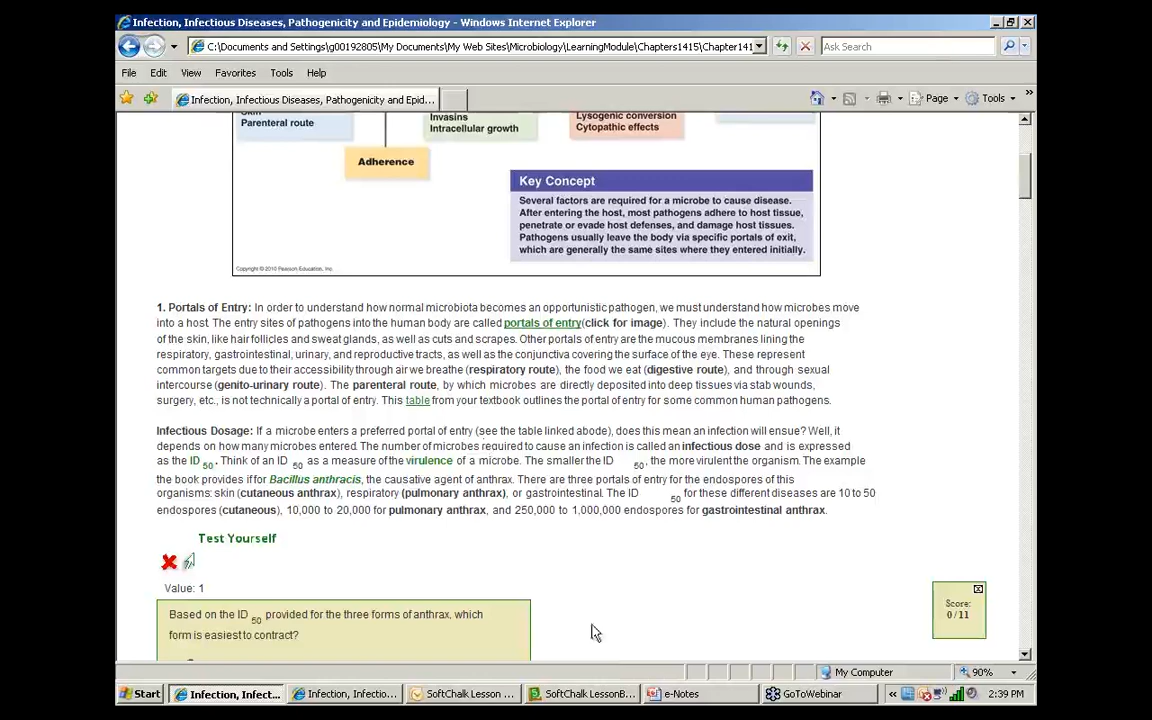 Infection, Infectious Diseases, Pathogenicity and Epidemiology - Windows Internet Explorer
C:\Documents and Settings\g00192805\My Documents\My Web Sites\Microbiology\LearningModule\Chapters1415\Chapter141
Ask Search
File Edit View Favorites Tools Help
Infection, Infectious Diseases, Pathogenicity and Epid...
Page Tools »
Skin
Parenteral route
Invasins
Intracellular growth
Lysogenic conversion
Cytopathic effects
Adherence
Key Concept
Several factors are required for a microbe to cause disease.
After entering the host, most pathogens adhere to host tissue,
penetrate or evade host defenses, and damage host tissues.
Pathogens usually leave the body via specific portals of exit,
which are generally the same sites where they entered initially.
Copyright © 2010 Pearson Education, Inc.
1. Portals of Entry: In order to understand how normal microbiota becomes an opportunistic pathogen, we must understand how microbes move
into a host. The entry sites of pathogens into the human body are called portals of entry(click for image). They include the natural openings
of the skin, like hair follicles and sweat glands, as well as cuts and scrapes. Other portals of entry are the mucous membranes lining the
respiratory, gastrointestinal, urinary, and reproductive tracts, as well as the conjunctiva covering the surface of the eye. These represent
common targets due to their accessibility through air we breathe (respiratory route), the food we eat (digestive route), and through sexual
intercourse (genito-urinary route). The parenteral route, by which microbes are directly deposited into deep tissues via stab wounds,
surgery, etc., is not technically a portal of entry. This table from your textbook outlines the portal of entry for some common human pathogens.
Infectious Dosage: If a microbe enters a preferred portal of entry (see the table linked abode), does this mean an infection will ensue? Well, it
depends on how many microbes entered. The number of microbes required to cause an infection is called an infectious dose and is expressed
as the ID 50. Think of an ID 50 as a measure of the virulence of a microbe. The smaller the ID 50, the more virulent the organism. The example
the book provides if for Bacillus anthracis, the causative agent of anthrax. There are three portals of entry for the endospores of this
organisms: skin (cutaneous anthrax), respiratory (pulmonary anthrax), or gastrointestinal. The ID 50 for these different diseases are 10 to 50
endospores (cutaneous), 10,000 to 20,000 for pulmonary anthrax, and 250,000 to 1,000,000 endospores for gastrointestinal anthrax.
Test Yourself
Value: 1
Based on the ID 50 provided for the three forms of anthrax, which
form is easiest to contract?
Score:
0/11
My Computer
90%
Start
Infection, Infect...
Infection, Infectio...
SoftChalk Lesson ...
SoftChalk LessonB...
e-Notes
GoToWebinar
«
2:39 PM